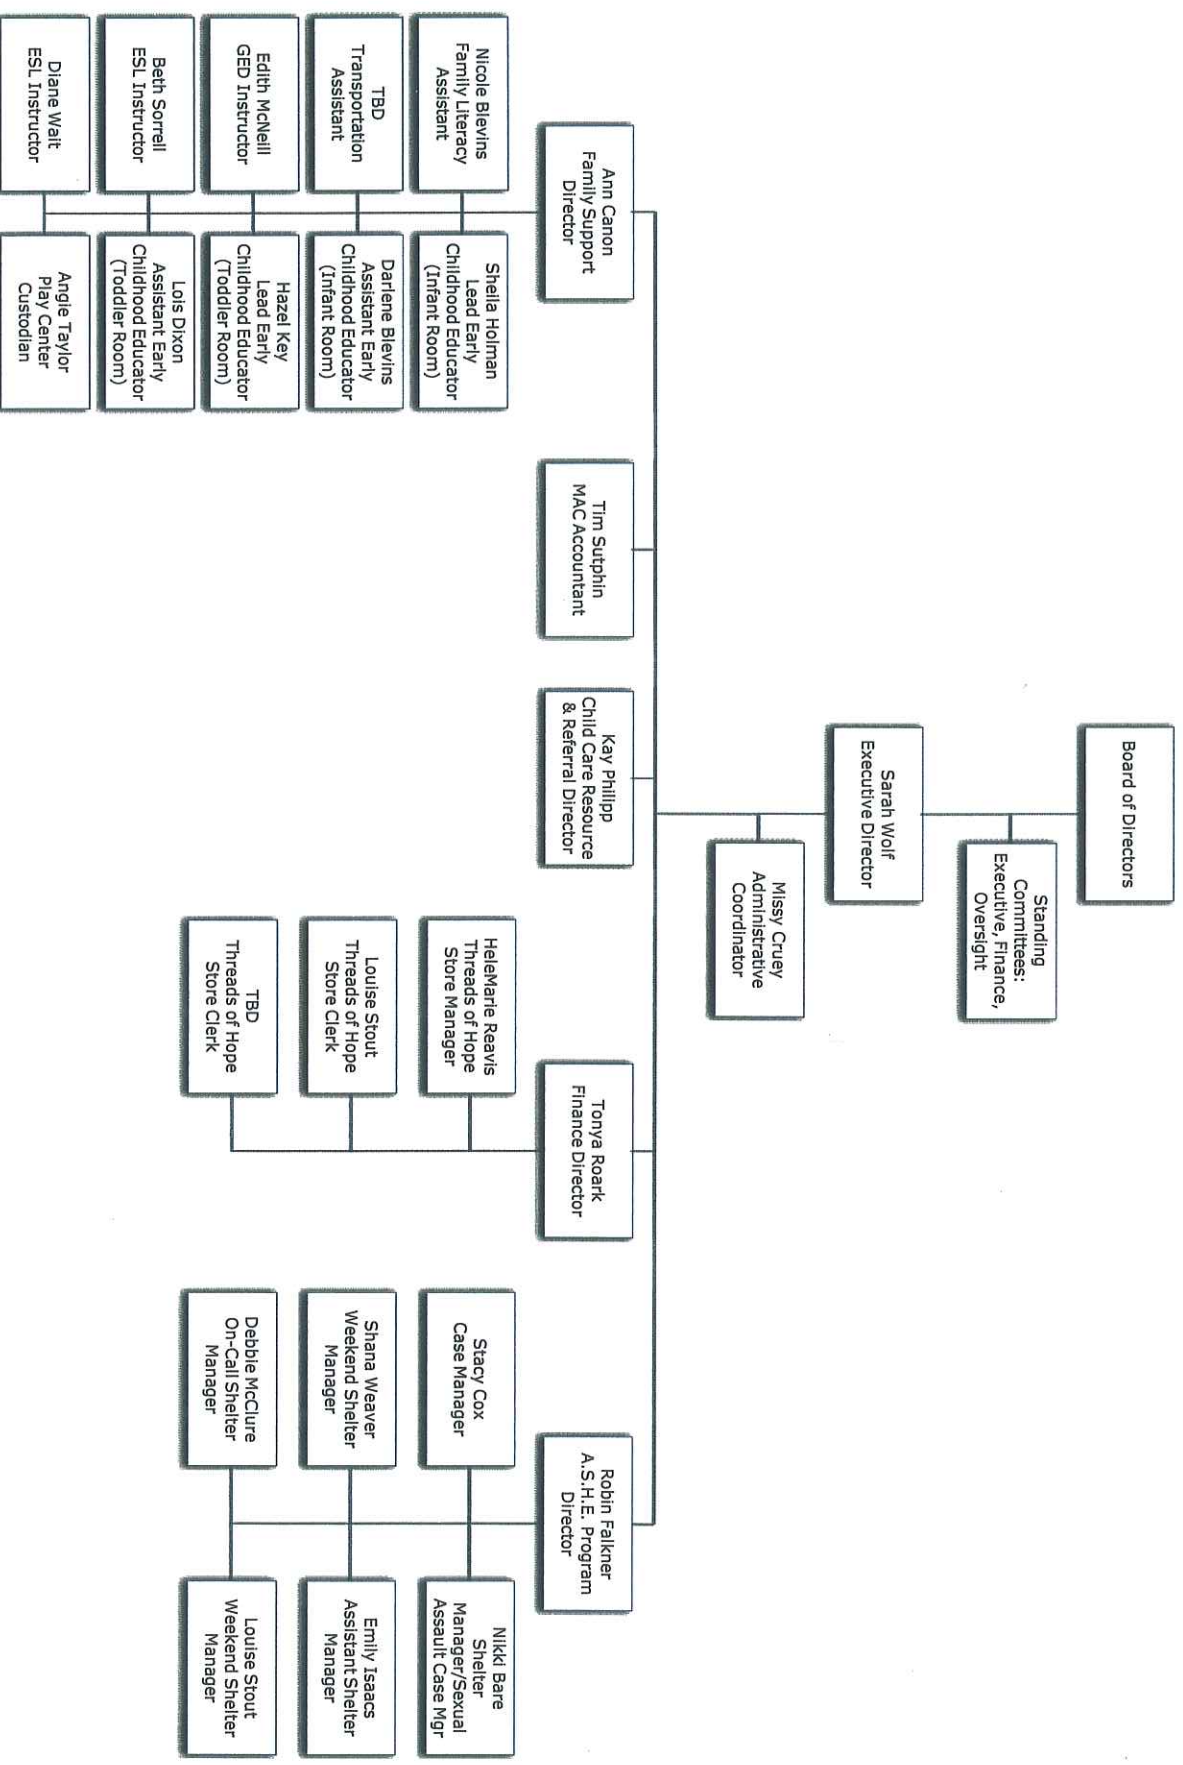 Board of Directors
Standing
Committees:
Executive, Finance,
Oversight
Sarah Wolf
Executive Director
Missy Cruey
Administrative
Coordinator
Ann Canon
Family Support
Director
Tim Sutphin
MAC Accountant
Kay Philipp
Child Care Resource
& Referral Director
Tonya Roark
Finance Director
Robin Falkner
A.S.H.E. Program
Director
Nicole Blevins
Family Literacy
Assistant
Sheila Holman
Lead Early
Childhood Educator
(Infant Room)
TBD
Transportation
Assistant
Darlene Blevins
Assistant Early
Childhood Educator
(Infant Room)
Edith McNeill
GED Instructor
Hazel Key
Lead Early
Childhood Educator
(Toddler Room)
Beth Sorrell
ESL Instructor
Lois Dixon
Assistant Early
Childhood Educator
(Toddler Room)
Diane Wait
ESL Instructor
Angie Taylor
Play Center
Custodian
HeleMarie Reavis
Threads of Hope
Store Manager
Louise Stout
Threads of Hope
Store Clerk
TBD
Threads of Hope
Store Clerk
Stacy Cox
Case Manager
Nikki Bare
Shelter
Manager/Sexual
Assault Case Mgr
Shana Weaver
Weekend Shelter
Manager
Emily Isaacs
Assistant Shelter
Manager
Debbie McClure
On-Call Shelter
Manager
Louise Stout
Weekend Shelter
Manager